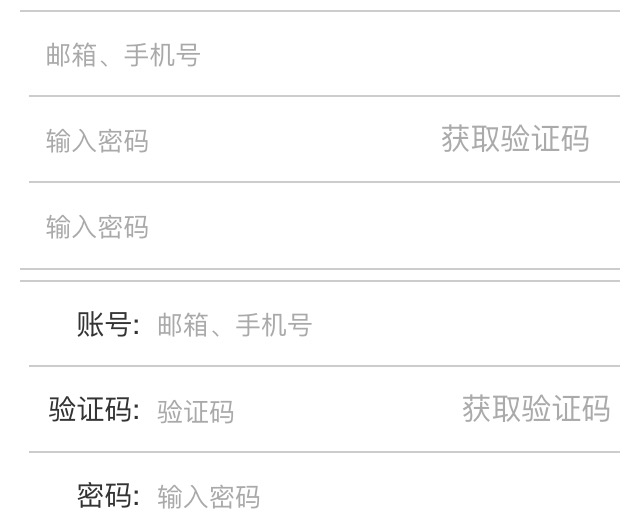 邮箱、手机号
输入密码 获取验证码
输入密码
账号: 邮箱、手机号
验证码: 验证码 获取验证码
密码: 输入密码